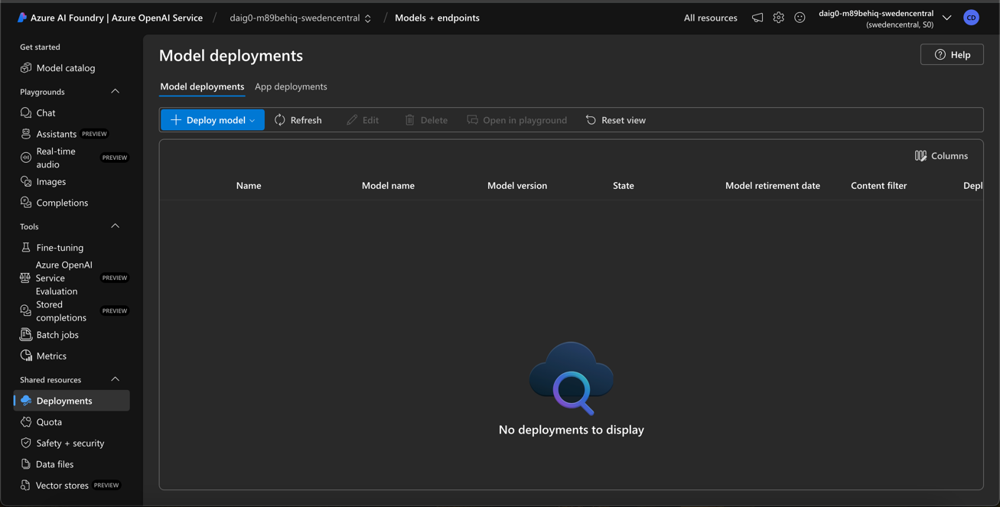 Azure AI Foundry | Azure OpenAI Service / daig0-m89behiq-swedencentral / Models + endpoints
All resources
daig0-m89behiq-swedencentral
(swedencentral, S0)
CD
Get started
Model catalog
Playgrounds
Chat
Assistants PREVIEW
Real-time
audio
PREVIEW
Images
Completions
Tools
Fine-tuning
Azure OpenAI
Service
Evaluation
PREVIEW
Stored
completions
PREVIEW
Batch jobs
Metrics
Shared resources
Deployments
Quota
Safety + security
Data files
Vector stores PREVIEW
Model deployments
Help
Model deployments App deployments
Deploy model Refresh Edit Delete Open in playground Reset view
Columns
Name Model name Model version State Model retirement date Content filter Depl
No deployments to display